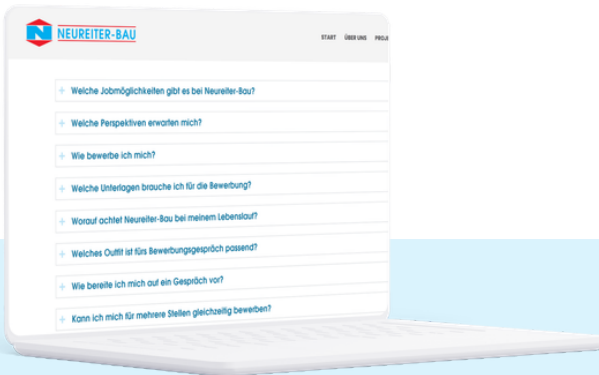 N NEUREITER-BAU
START ÜBER UNS
+ Welche Jobmöglichkeiten gibt es bei Neureiter-Bau?
+ Welche Perspektiven erwarten mich?
+ Wie bewerbe ich mich?
+ Welche Unterlagen brauche ich für die Bewerbung?
+ Worauf achtet Neureiter-Bau bei meinem Lebenslauf?
+ Welches Outfit ist fürs Bewerbungsgespräch passend?
+ Wie bereite ich mich auf ein Gespräch vor?
+ Kann ich mich für mehrere Stellen gleichzeitig bewerben?